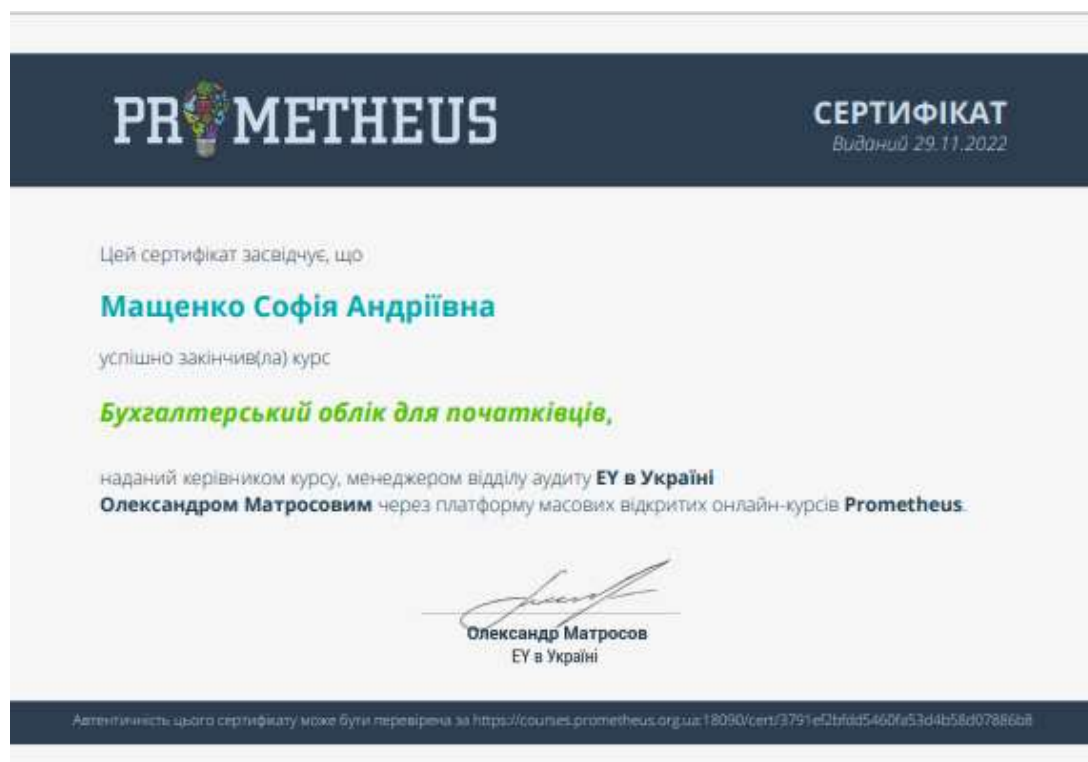 PROMETHEUS
СЕРТИФІКАТ
Виданий 29.11.2022
Цей сертифікат засвідчує, що
Мащенко Софія Андріївна
успішно закінчив(ла) курс
Бухгалтерський облік для початківців,
наданий керівником курсу, менеджером відділу аудиту EY в Україні
Олександром Матросовим через платформу масових відкритих онлайн-курсів Prometheus.
Олександр Матросов
EY в Україні
Автентичність цього сертифікату може бути перевірена за https://courses.prometheus.org.ua:18090/cert/3791ef2bfdd5460fa53d4b58d07886b8